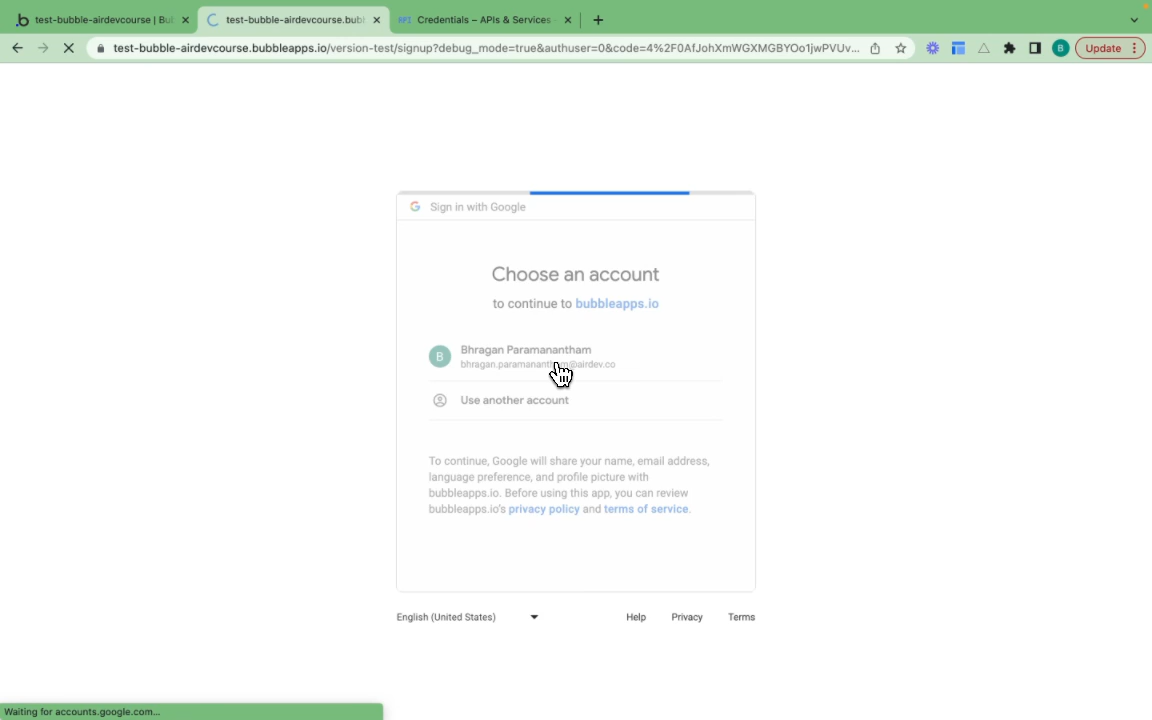 test-bubble-airdevcourse | Bu
test-bubble-airdevcourse.bubb
RPI Credentials – APIs & Services
test-bubble-airdevcourse.bubbleapps.io/version-test/signup?debug_mode=true&authuser=0&code=4%2F0AfJohXmWGXMGBYOo1jwPVUv...
B
Update
G Sign in with Google
Choose an account
to continue to bubbleapps.io
B
Bhragan Paramanantham
bhragan.paramanantham@airdev.co
Use another account
To continue, Google will share your name, email address,
language preference, and profile picture with
bubbleapps.io. Before using this app, you can review
bubbleapps.io's privacy policy and terms of service.
English (United States)
Help
Privacy
Terms
Waiting for accounts.google.com...